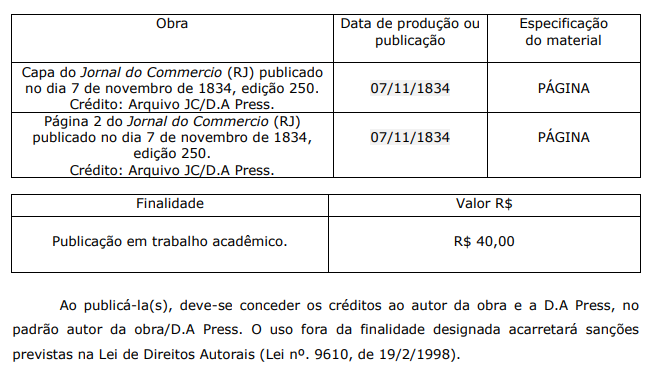 Obra
Data de produção ou
publicação
Especificação
do material
Capa do Jornal do Commercio (RJ) publicado
no dia 7 de novembro de 1834, edição 250.
Crédito: Arquivo JC/D.A Press.
07/11/1834
PÁGINA
Página 2 do Jornal do Commercio (RJ)
publicado no dia 7 de novembro de 1834,
edição 250.
Crédito: Arquivo JC/D.A Press.
07/11/1834
PÁGINA
Finalidade
Valor R$
Publicação em trabalho acadêmico.
R$ 40,00
Ao publicá-la(s), deve-se conceder os créditos ao autor da obra e a D.A Press, no
padrão autor da obra/D.A Press. O uso fora da finalidade designada acarretará sanções
previstas na Lei de Direitos Autorais (Lei nº. 9610, de 19/2/1998).